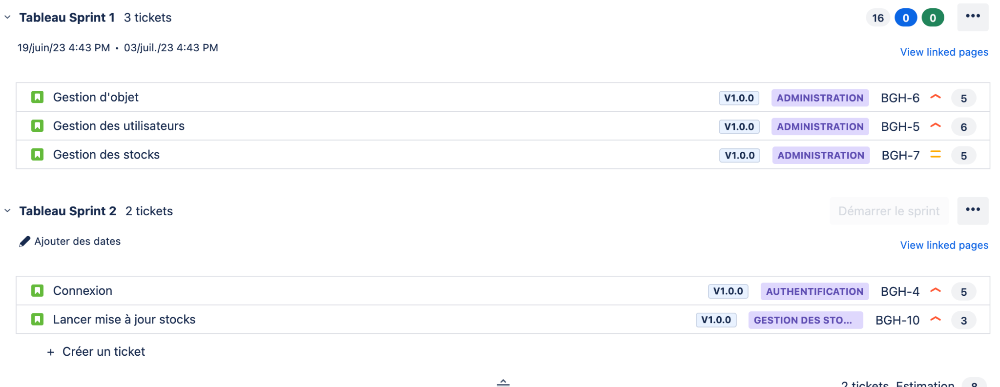 Tableau Sprint 1 3 tickets 16 0 0 •••
19/juin/23 4:43 PM • 03/juil./23 4:43 PM
View linked pages
Gestion d'objet V1.0.0 ADMINISTRATION BGH-6 5
Gestion des utilisateurs V1.0.0 ADMINISTRATION BGH-5 6
Gestion des stocks V1.0.0 ADMINISTRATION BGH-7 5
Tableau Sprint 2 2 tickets Démarrer le sprint •••
Ajouter des dates
View linked pages
Connexion V1.0.0 AUTHENTIFICATION BGH-4 5
Lancer mise à jour stocks V1.0.0 GESTION DES STO... BGH-10 3
+ Créer un ticket
2 tickets Estimation 8